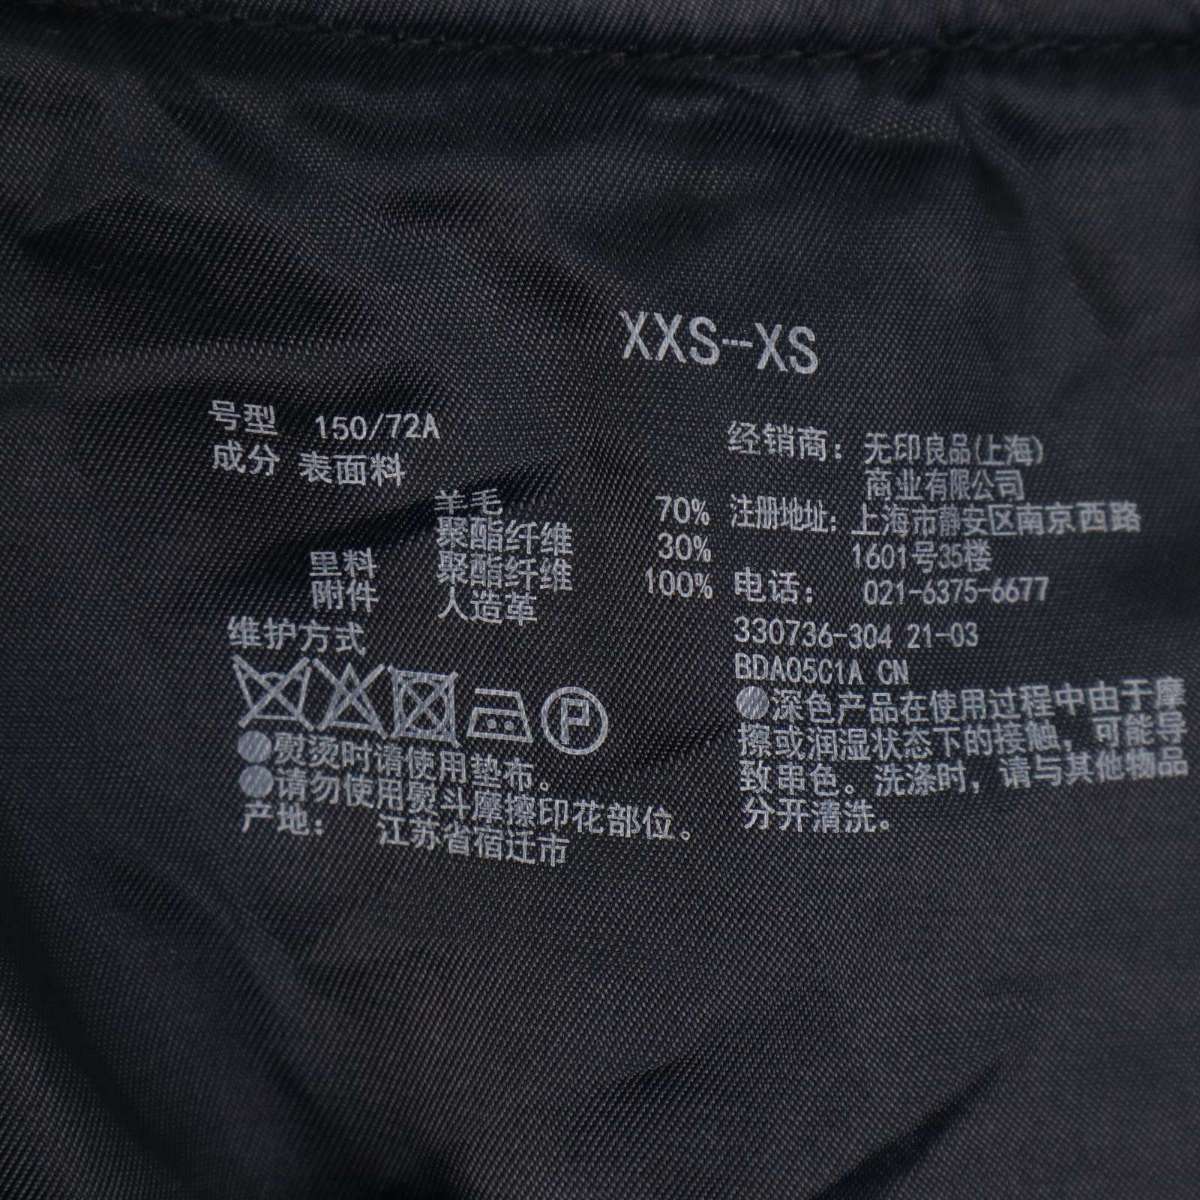 XXS--XS
号型 150/72A
成分 表面料
羊毛 70%
聚酯纤维 30%
里料 聚酯纤维 100%
附件 人造革
维护方式
P
●熨烫时请使用垫布。
●请勿使用熨斗摩擦印花部位。
产地： 江苏省宿迁市
经销商：无印良品(上海)
商业有限公司
注册地址：上海市静安区南京西路
1601号35楼
电话： 021-6375-6677
330736-304 21-03
BDA05C1A CN
●深色产品在使用过程中由于摩
擦或润湿状态下的接触，可能导
致串色。洗涤时，请与其他物品
分开清洗。